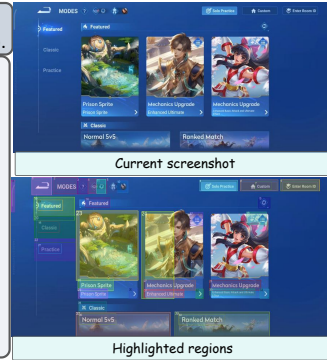 MODES
Solo Practice
Custom
Enter Room ID
Featured
Featured
Classic
Practice
Prison Sprite
Prison Sprite
Mechanics Upgrade
Enhanced Ultimate
Mechanics Upgrade
Classic
Normal 5v5
Ranked Match
Current screenshot
MODES
Solo Practice
Custom
Enter Room ID
Featured
Featured
Classic
Practice
Prison Sprite
Prison Sprite
Mechanics Upgrade
Enhanced Ultimate
Mechanics Upgrade
Classic
Normal 5v5
Ranked Match
Highlighted regions